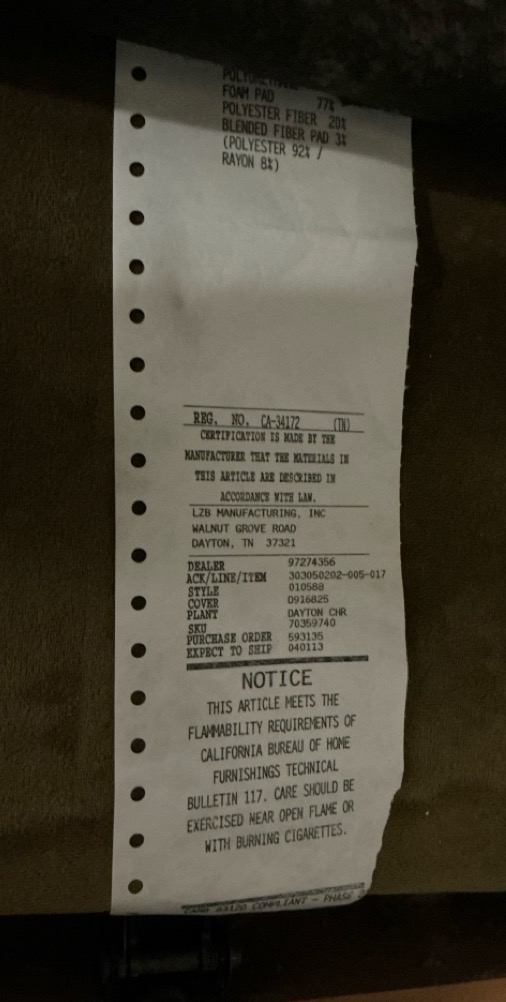 FOAM PAD 77%
POLYESTER FIBER 20%
BLENDED FIBER PAD 3%
(POLYESTER 92% /
RAYON 8%)
REG. NO. CA-34172 (TN)
CERTIFICATION IS MADE BY THE
MANUFACTURER THAT THE MATERIALS IN
THIS ARTICLE ARE DESCRIBED IN
ACCORDANCE WITH LAW.
LZB MANUFACTURING, INC
WALNUT GROVE ROAD
DAYTON, TN 37321
DEALER 97274356
ACK/LINE/ITEM 303050202-005-017
STYLE 010588
COVER D916825
PLANT DAYTON CHR
SKU 70359740
PURCHASE ORDER 593135
EXPECT TO SHIP 040113
NOTICE
THIS ARTICLE MEETS THE
FLAMMABILITY REQUIREMENTS OF
CALIFORNIA BUREAU OF HOME
FURNISHINGS TECHNICAL
BULLETIN 117. CARE SHOULD BE
EXERCISED NEAR OPEN FLAME OR
WITH BURNING CIGARETTES.
COMPLIANT - PHASE